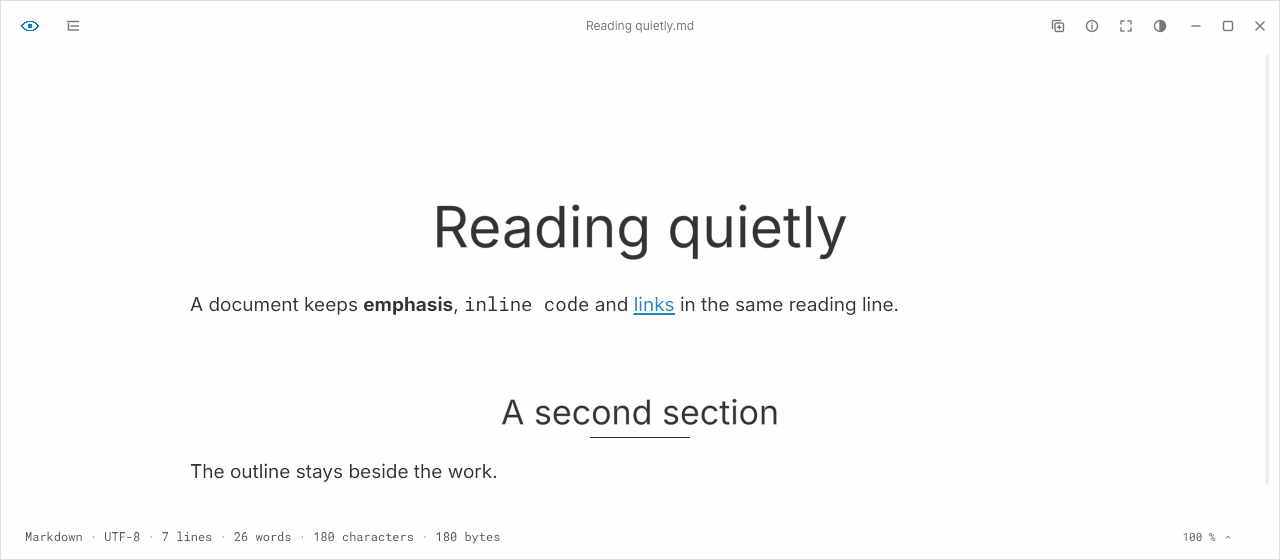 Reading quietly.md
Reading quietly
A document keeps emphasis, inline code and links in the same reading line.
A second section
The outline stays beside the work.
Markdown · UTF-8 · 7 lines · 26 words · 180 characters · 180 bytes
100 %